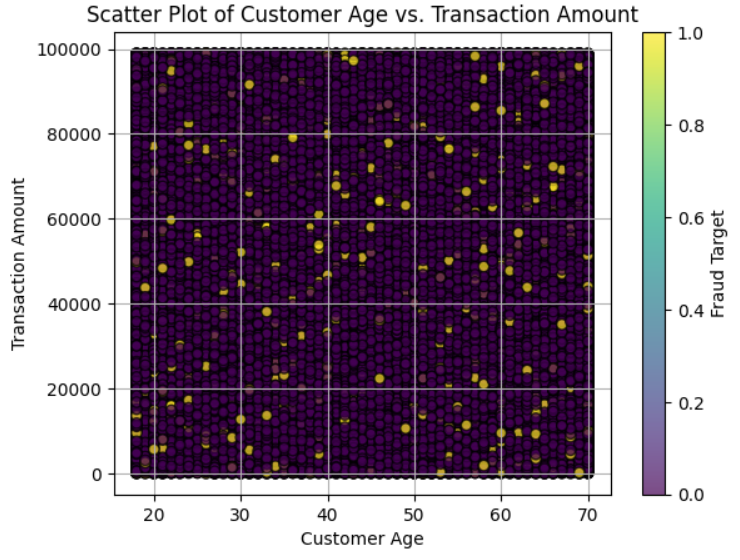 Scatter Plot of Customer Age vs. Transaction Amount
100000
80000
60000
40000
20000
0
Transaction Amount
20 30 40 50 60 70
Customer Age
1.0
0.8
0.6
0.4
0.2
0.0
Fraud Target